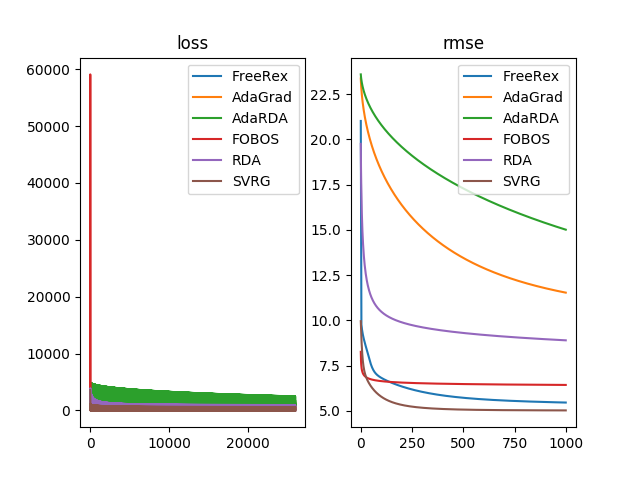 loss
60000
50000
40000
30000
20000
10000
0
0
10000
20000
FreeRex
AdaGrad
AdaRDA
FOBOS
RDA
SVRG
rmse
22.5
20.0
17.5
15.0
12.5
10.0
7.5
5.0
0
250
500
750
1000
FreeRex
AdaGrad
AdaRDA
FOBOS
RDA
SVRG